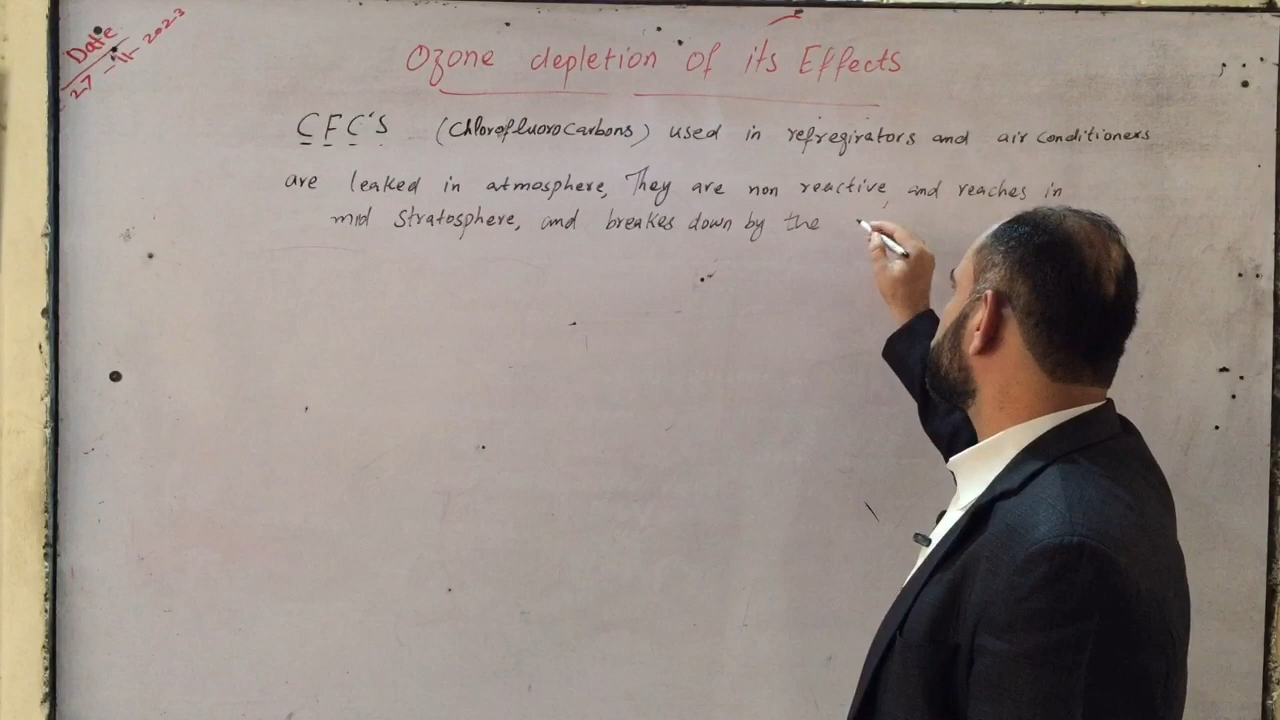 Date
27-11-2023
Ozone depletion of its Effects
CFC's (Chlorofluorocarbons) used in refregirators and air conditioners
are leaked in atmosphere, They are non reactive, and reaches in
mid stratosphere, and breakes down by the